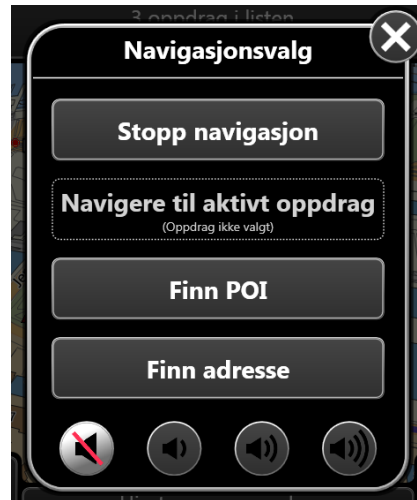 3 oppdrag i listen
Navigasjonsvalg
Stopp navigasjon
Navigere til aktivt oppdrag
(Oppdrag ikke valgt)
Finn POI
Finn adresse